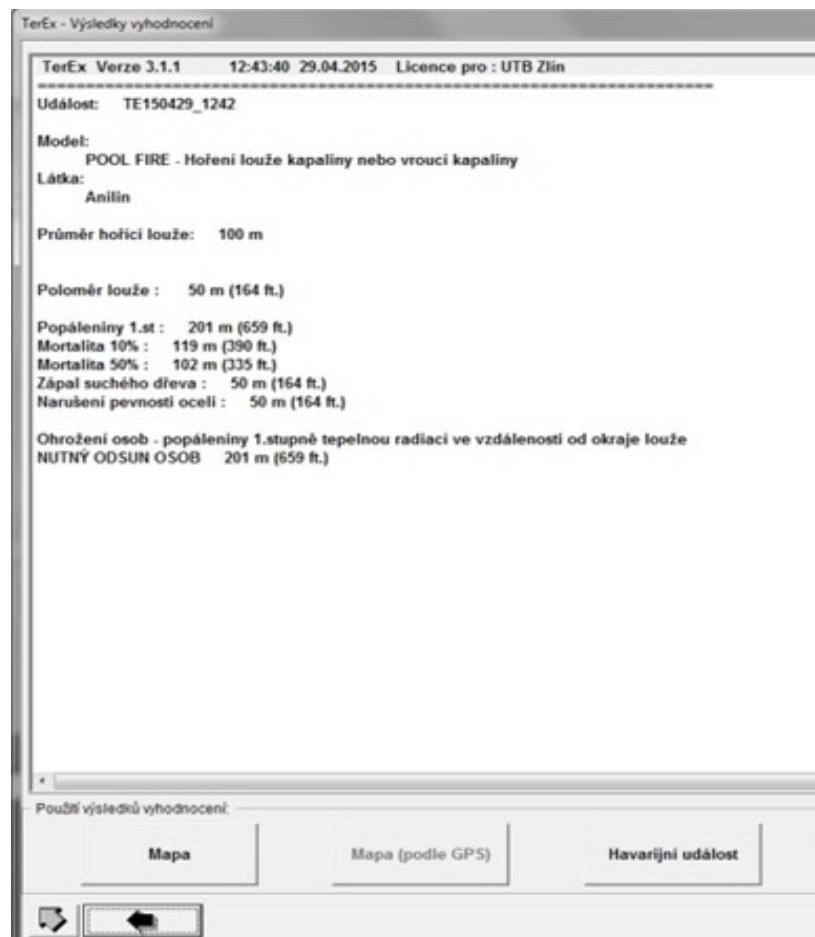 TerEx - Výsledky vyhodnocení
TerEx Verze 3.1.1 12:43:40 29.04.2015 Licence pro : UTB Zlín
Událost: TE150429_1242
Model:
POOL FIRE - Hoření louže kapaliny nebo vroucí kapaliny
Látka:
Anilin
Průměr hořící louže: 100 m
Poloměr louže : 50 m (164 ft.)
Popáleniny 1.st : 201 m (659 ft.)
Mortalita 10% : 119 m (390 ft.)
Mortalita 50% : 102 m (335 ft.)
Zápal suchého dřeva : 50 m (164 ft.)
Narušení pevnosti oceli : 50 m (164 ft.)
Ohrožení osob - popáleniny 1.stupně tepelnou radiací ve vzdálenosti od okraje louže
NUTNÝ ODSUN OSOB 201 m (659 ft.)
Použití výsledků vyhodnocení:
Mapa Mapa (podle GPS) Havarijní událost